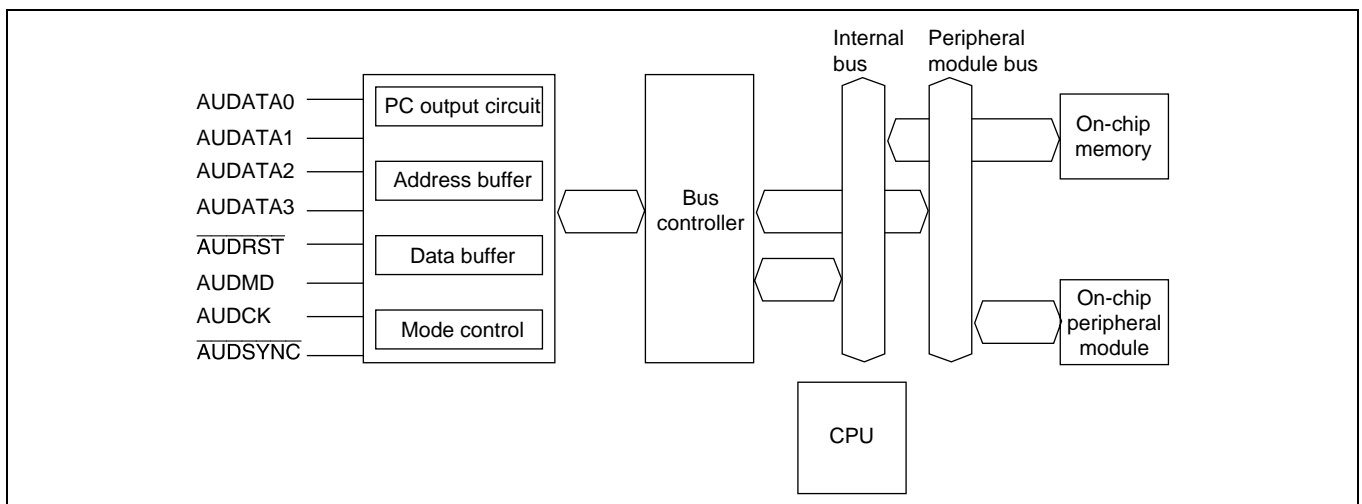 Internal
bus
Peripheral
module bus
AUDATA0
AUDATA1
AUDATA2
AUDATA3
AUDRST
AUDMD
AUDCK
AUDSYNC
PC output circuit
Address buffer
Data buffer
Mode control
Bus
controller
On-chip
memory
On-chip
peripheral
module
CPU